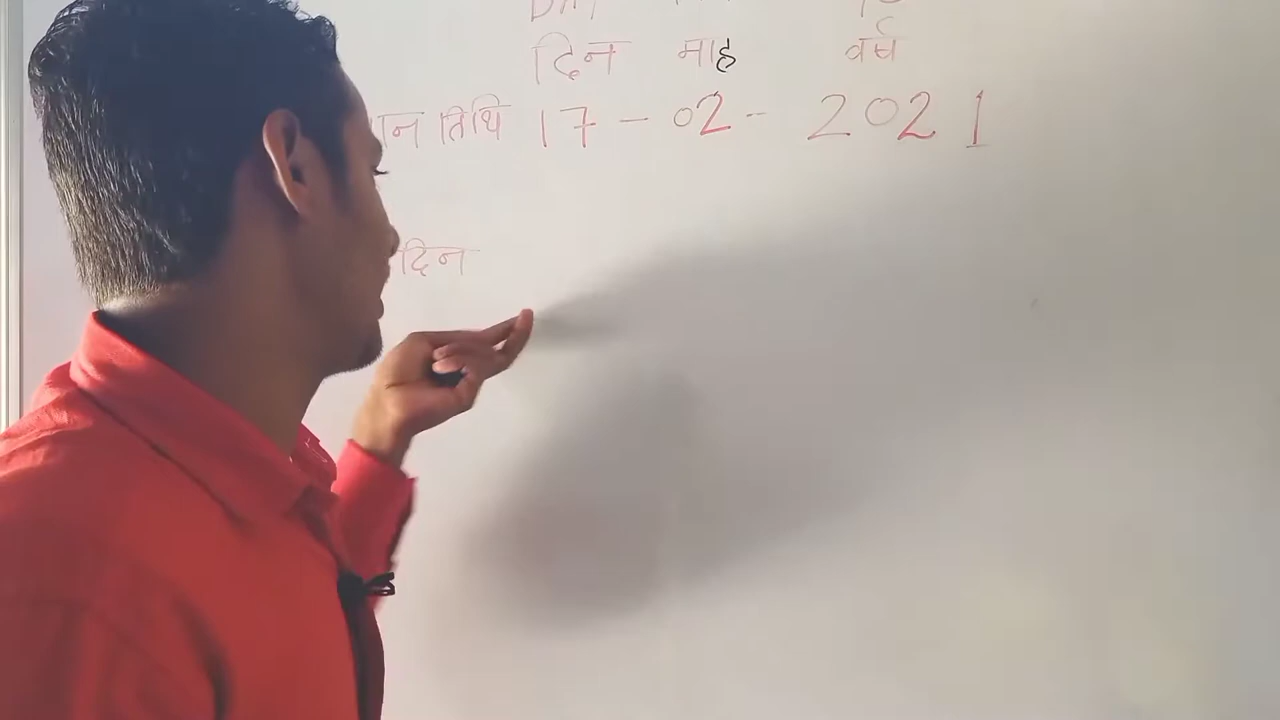 दिन माह वर्ष
तिथि 17 - 02 - 2021
दिन